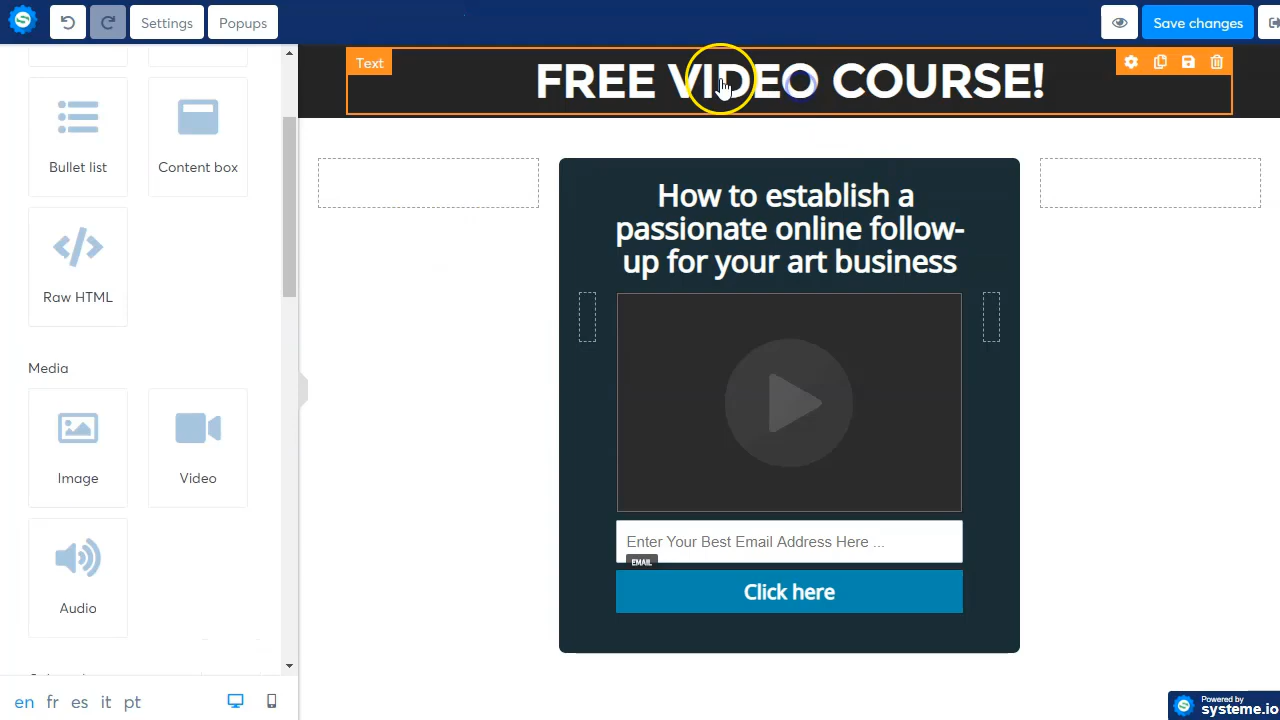 Settings
Popups
Save changes
Text
FREE VIDEO COURSE!
Bullet list
Content box
Raw HTML
Media
Image
Video
Audio
How to establish a
passionate online follow-
up for your art business
Enter Your Best Email Address Here ...
EMAIL
Click here
en fr es it pt
Powered by
systeme.io